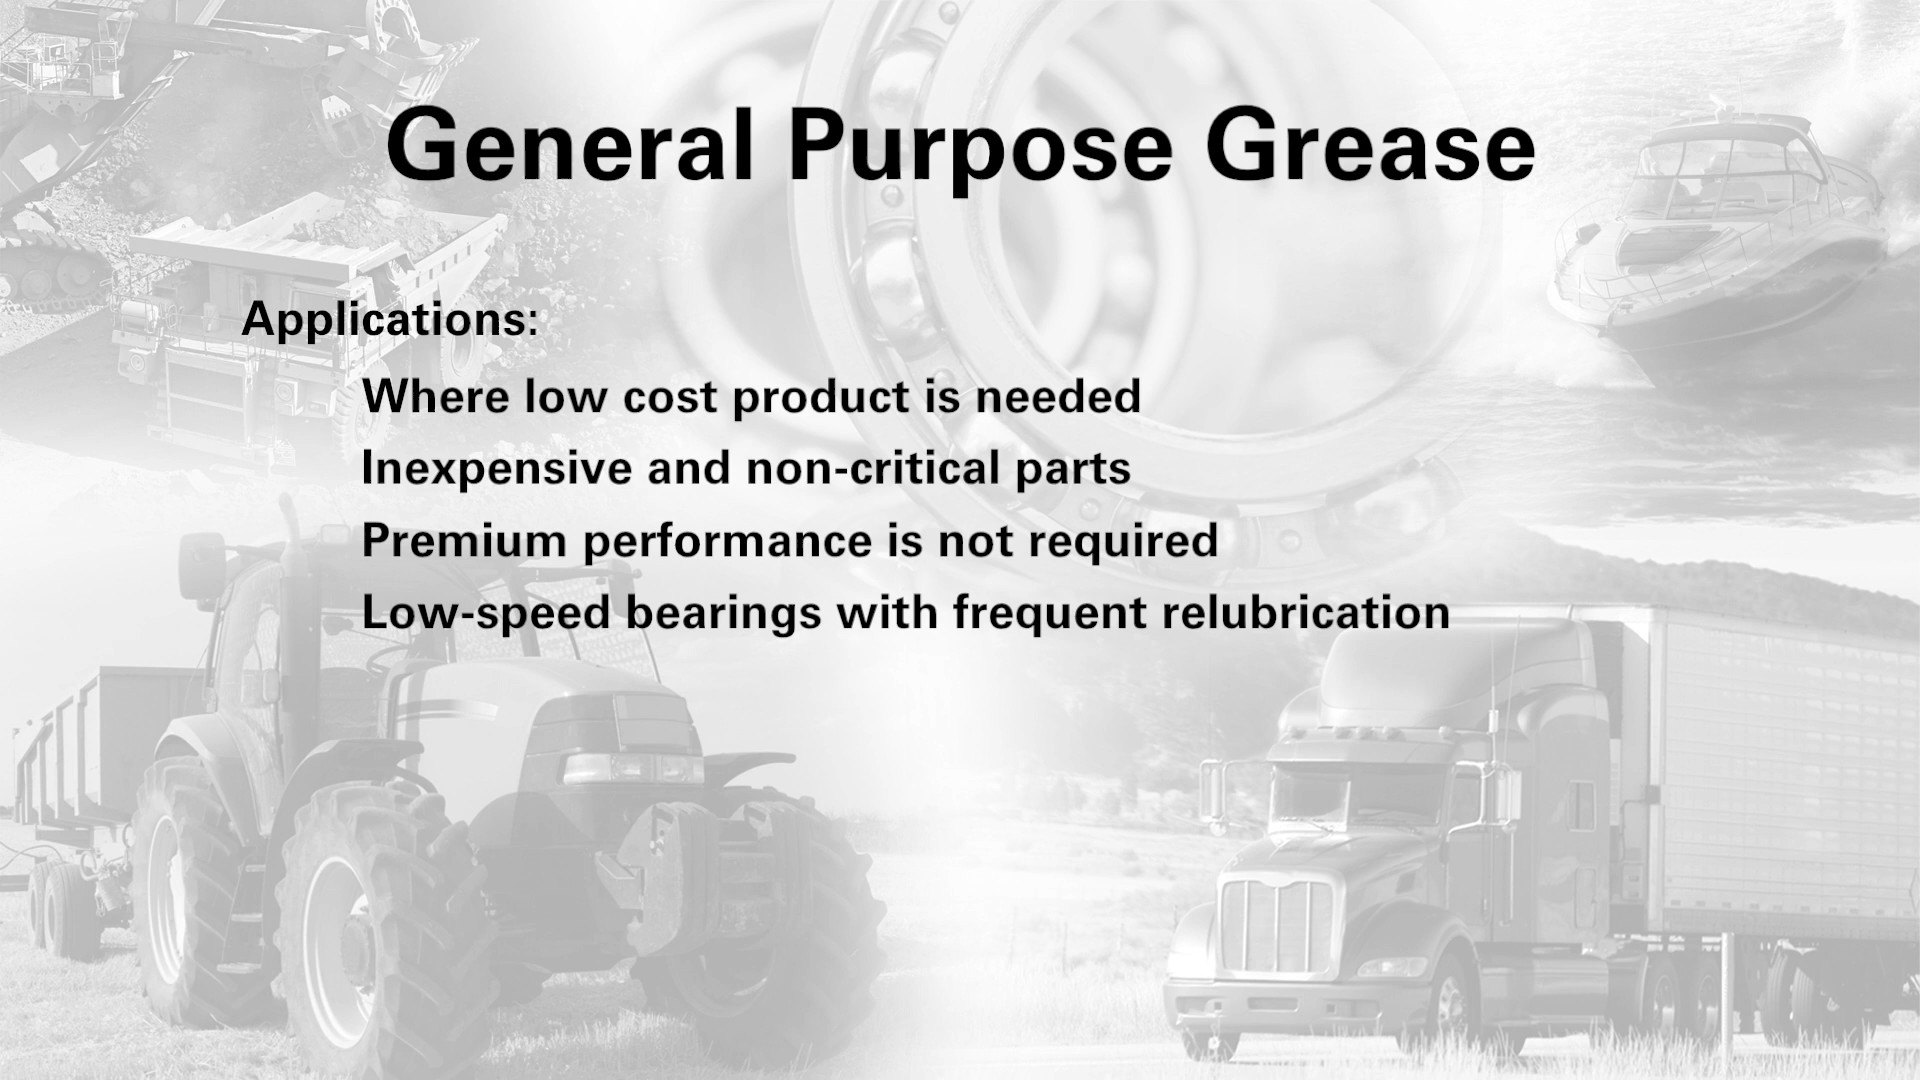 General Purpose Grease
Applications:
Where low cost product is needed
Inexpensive and non-critical parts
Premium performance is not required
Low-speed bearings with frequent relubrication